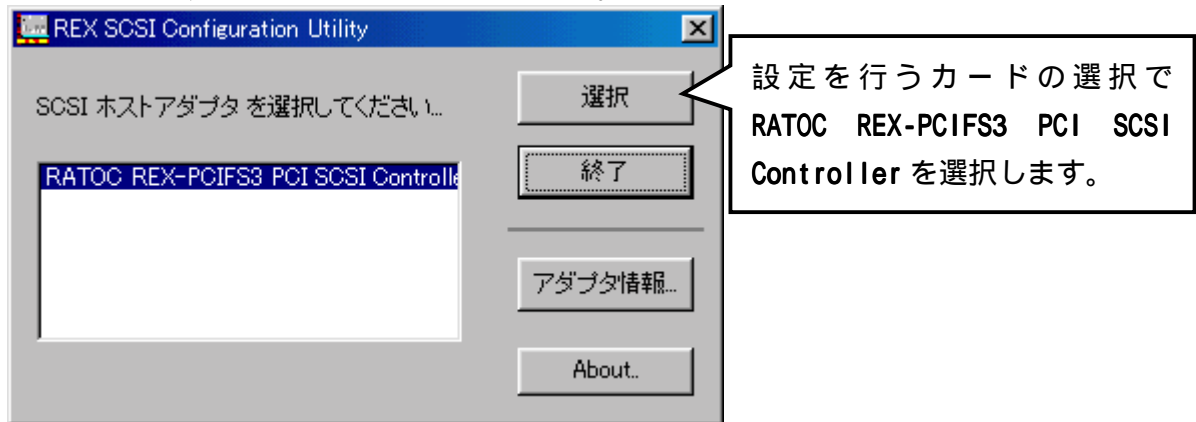 REX SCSI Configuration Utility
SCSI ホストアダプタ を選択してください...
RATOC REX-PCIFS3 PCI SCSI Controlle
選択
終了
アダプタ情報...
About..
設定を行うカードの選択で
RATOC REX-PCIFS3 PCI SCSI
Controller を選択します。